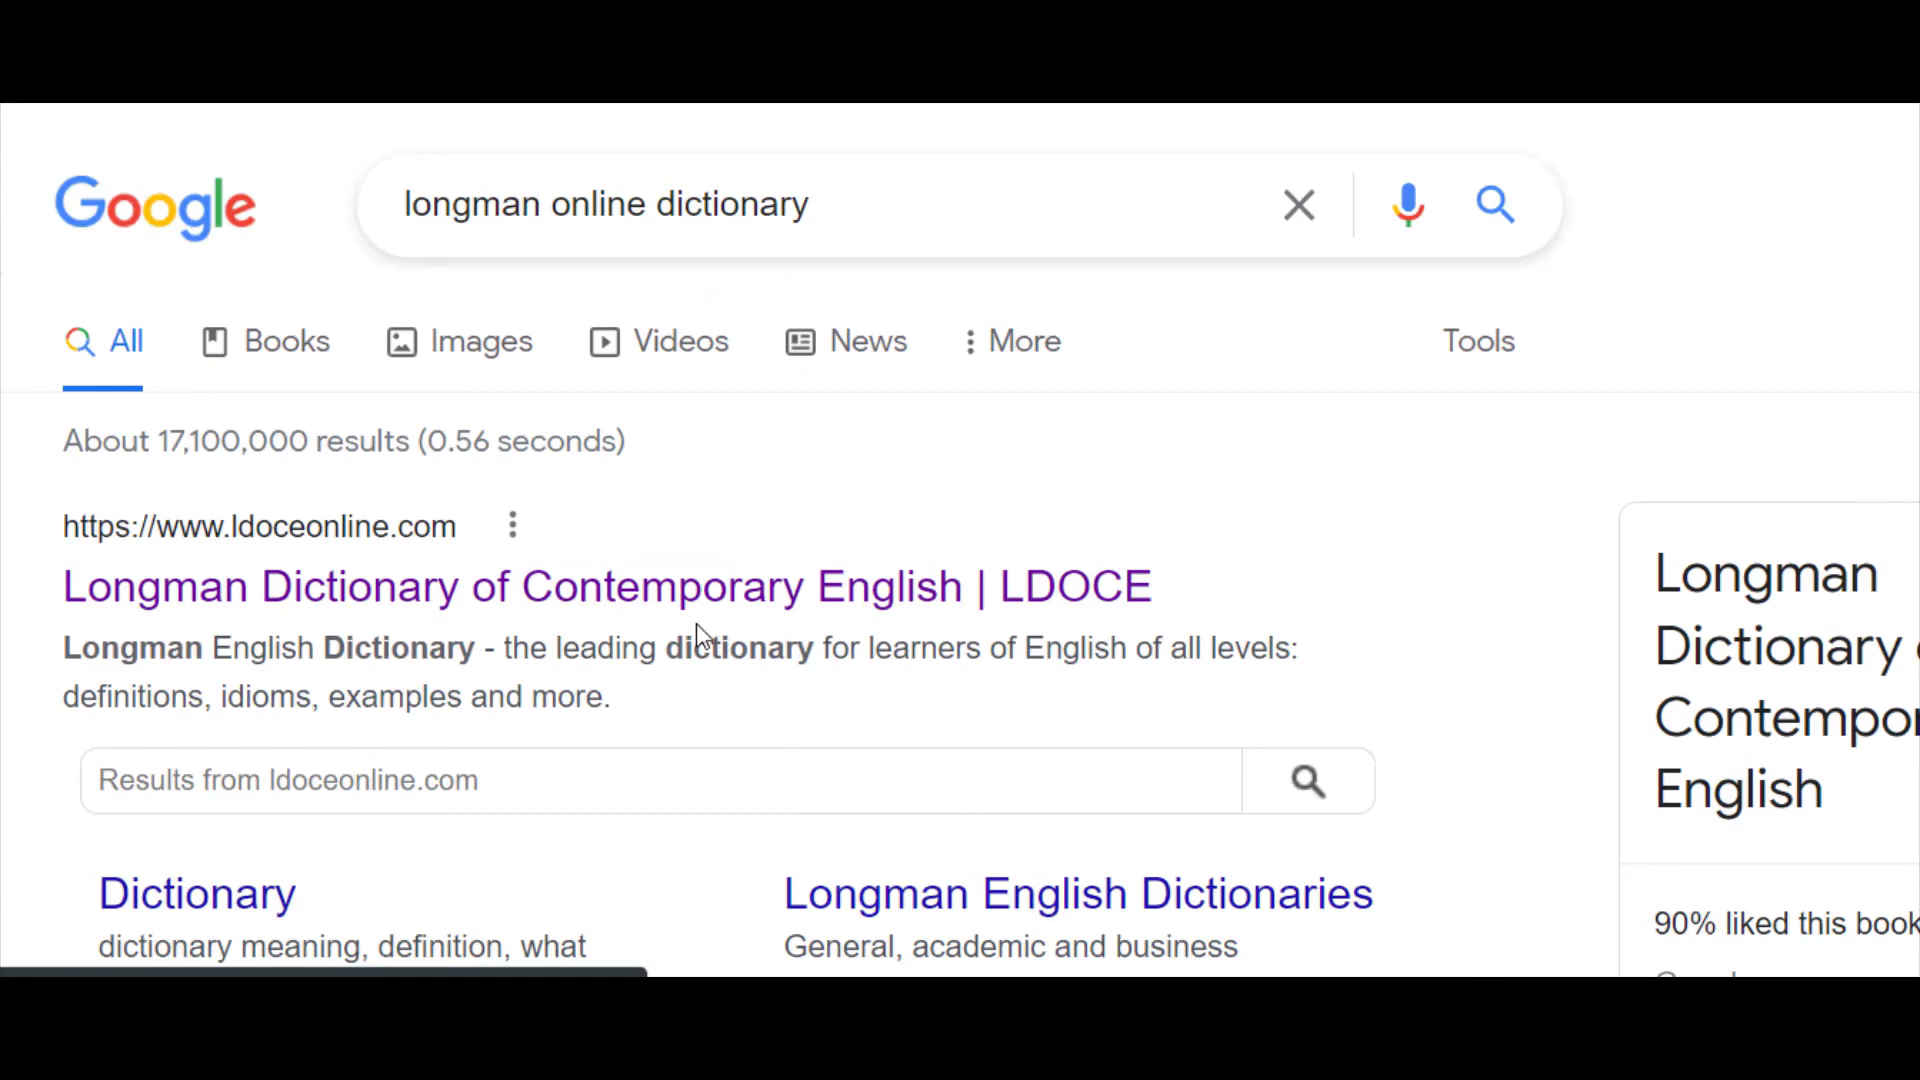 Google
longman online dictionary
All
Books
Images
Videos
News
More
Tools
About 17,100,000 results (0.56 seconds)
https://www.ldoceonline.com
Longman Dictionary of Contemporary English | LDOCE
Longman English Dictionary - the leading dictionary for learners of English of all levels:
definitions, idioms, examples and more.
Results from ldoceonline.com
Dictionary
dictionary meaning, definition, what
Longman English Dictionaries
General, academic and business
Longman
Dictionary
Contempor
English
90% liked this book